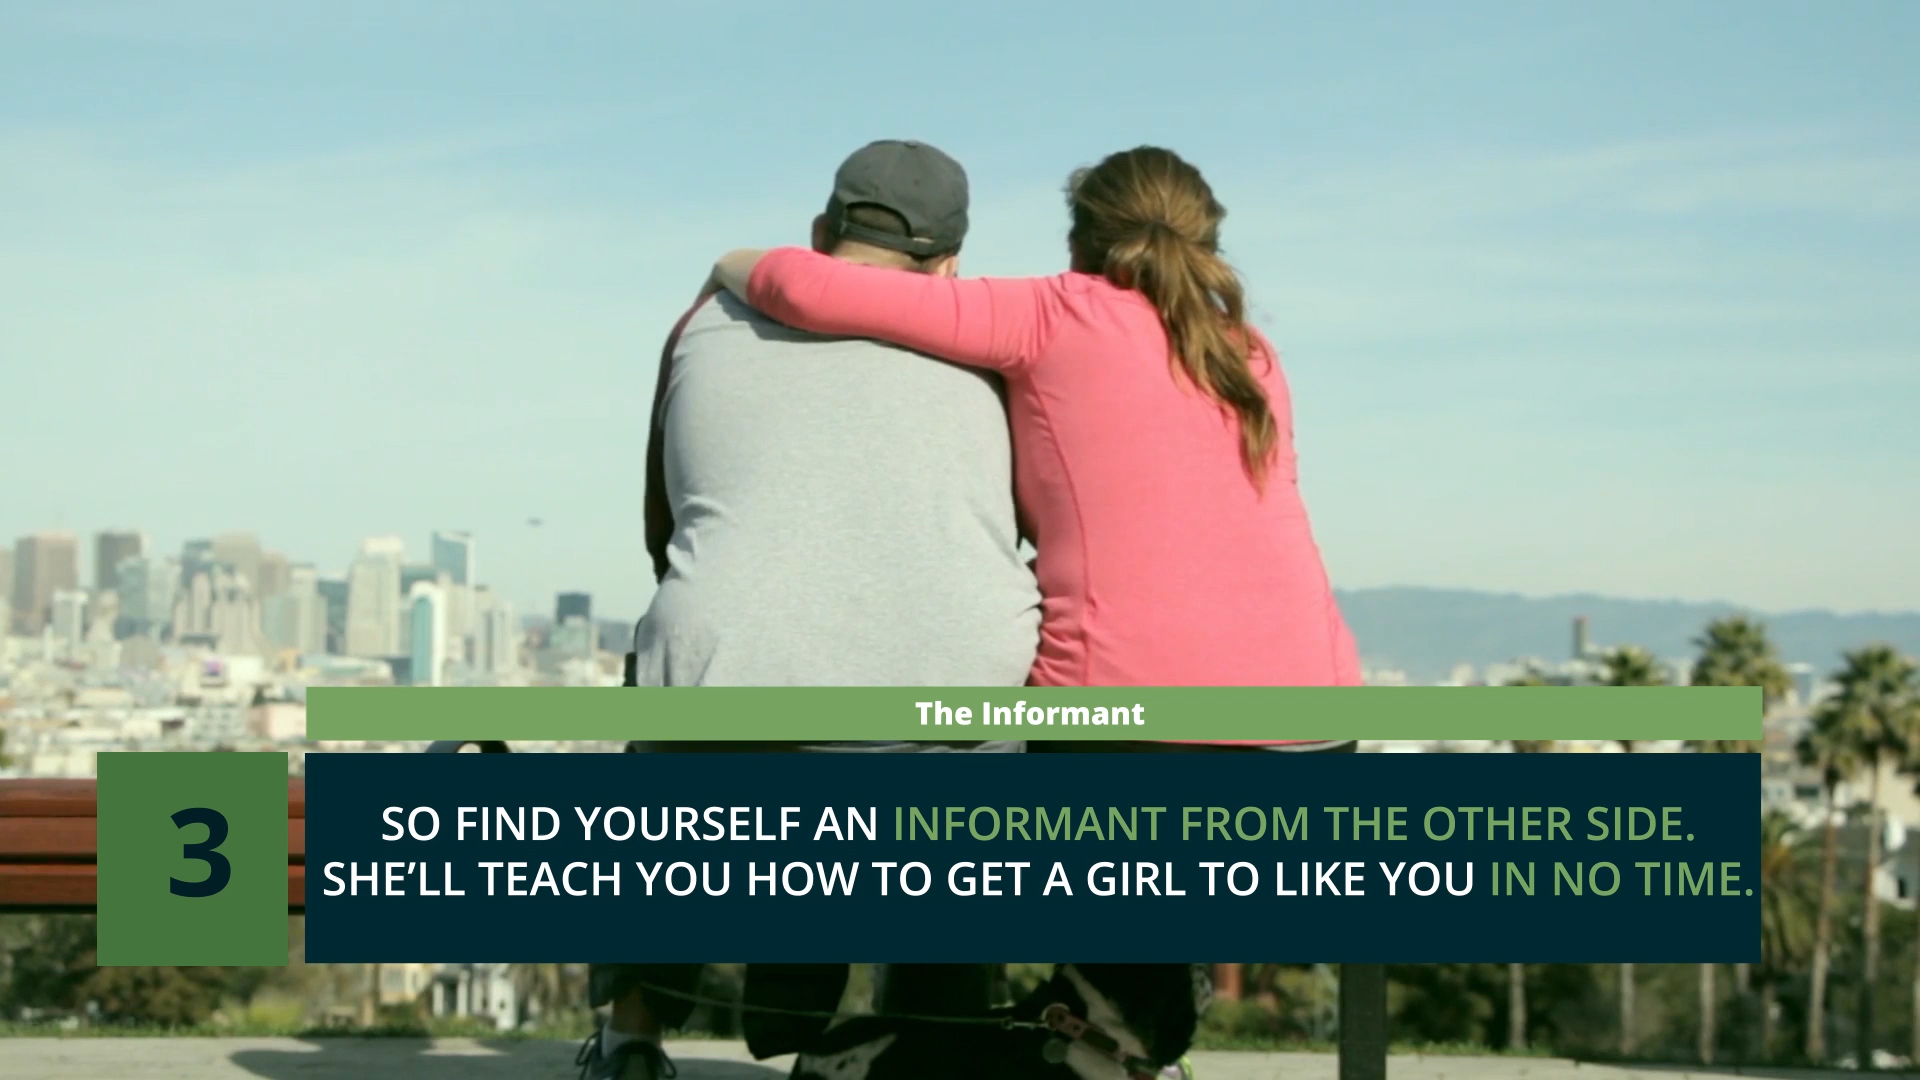 The Informant
3
SO FIND YOURSELF AN INFORMANT FROM THE OTHER SIDE.
SHE’LL TEACH YOU HOW TO GET A GIRL TO LIKE YOU IN NO TIME.